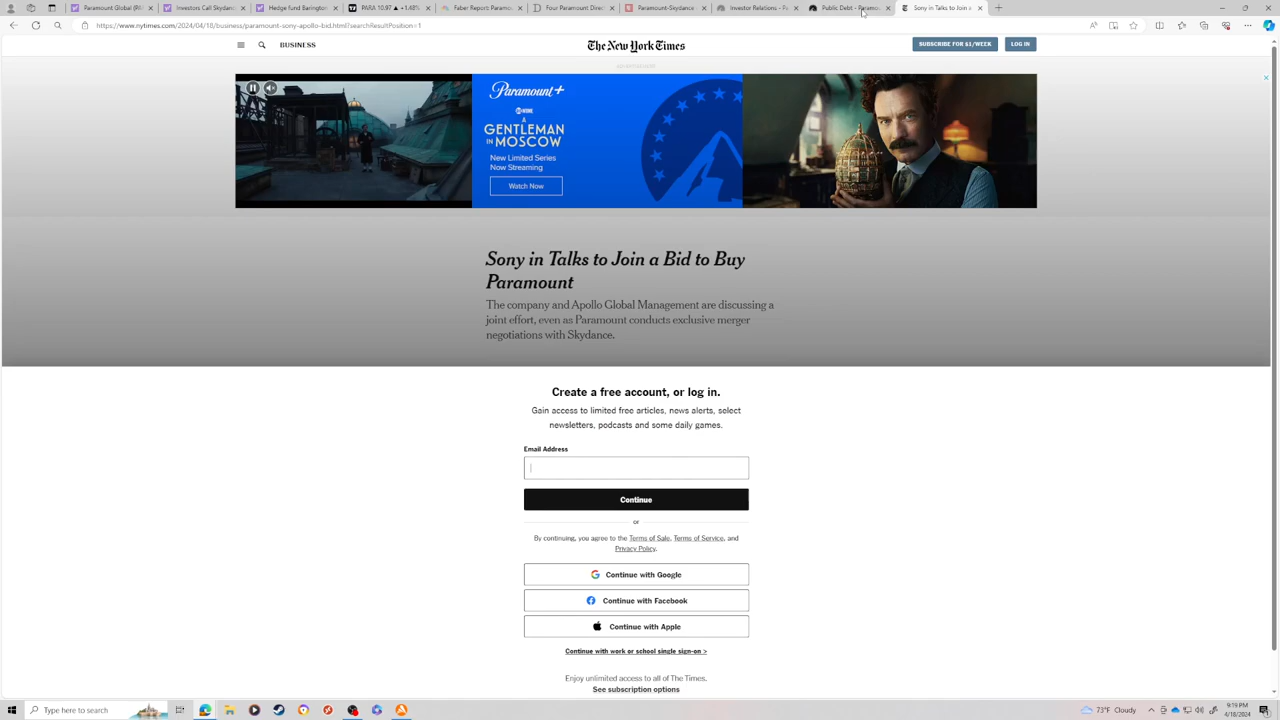 Paramount Global (PA
Investors Call Skydanc
Hedge fund Barington
PARA 10.97 ▲ +1.48%
Faber Report: Paramo
Four Paramount Direc
Paramount-Skydance
Investor Relations - P
Public Debt - Paramou
Sony in Talks to Join a
https://www.nytimes.com/2024/04/18/business/paramount-sony-apollo-bid.html?searchResultPosition=1
BUSINESS
The New York Times
SUBSCRIBE FOR $1/WEEK
LOG IN
ADVERTISEMENT
Paramount+
SHOWTIME
A
GENTLEMAN
IN MOSCOW
New Limited Series
Now Streaming
Watch Now
Sony in Talks to Join a Bid to Buy
Paramount
The company and Apollo Global Management are discussing a
joint effort, even as Paramount conducts exclusive merger
negotiations with Skydance.
Create a free account, or log in.
Gain access to limited free articles, news alerts, select
newsletters, podcasts and some daily games.
Email Address
Continue
or
By continuing, you agree to the Terms of Sale, Terms of Service, and
Privacy Policy.
Continue with Google
Continue with Facebook
Continue with Apple
Continue with work or school single sign-on >
Enjoy unlimited access to all of The Times.
See subscription options
Type here to search
73°F Clear
9:19 PM
4/18/2024